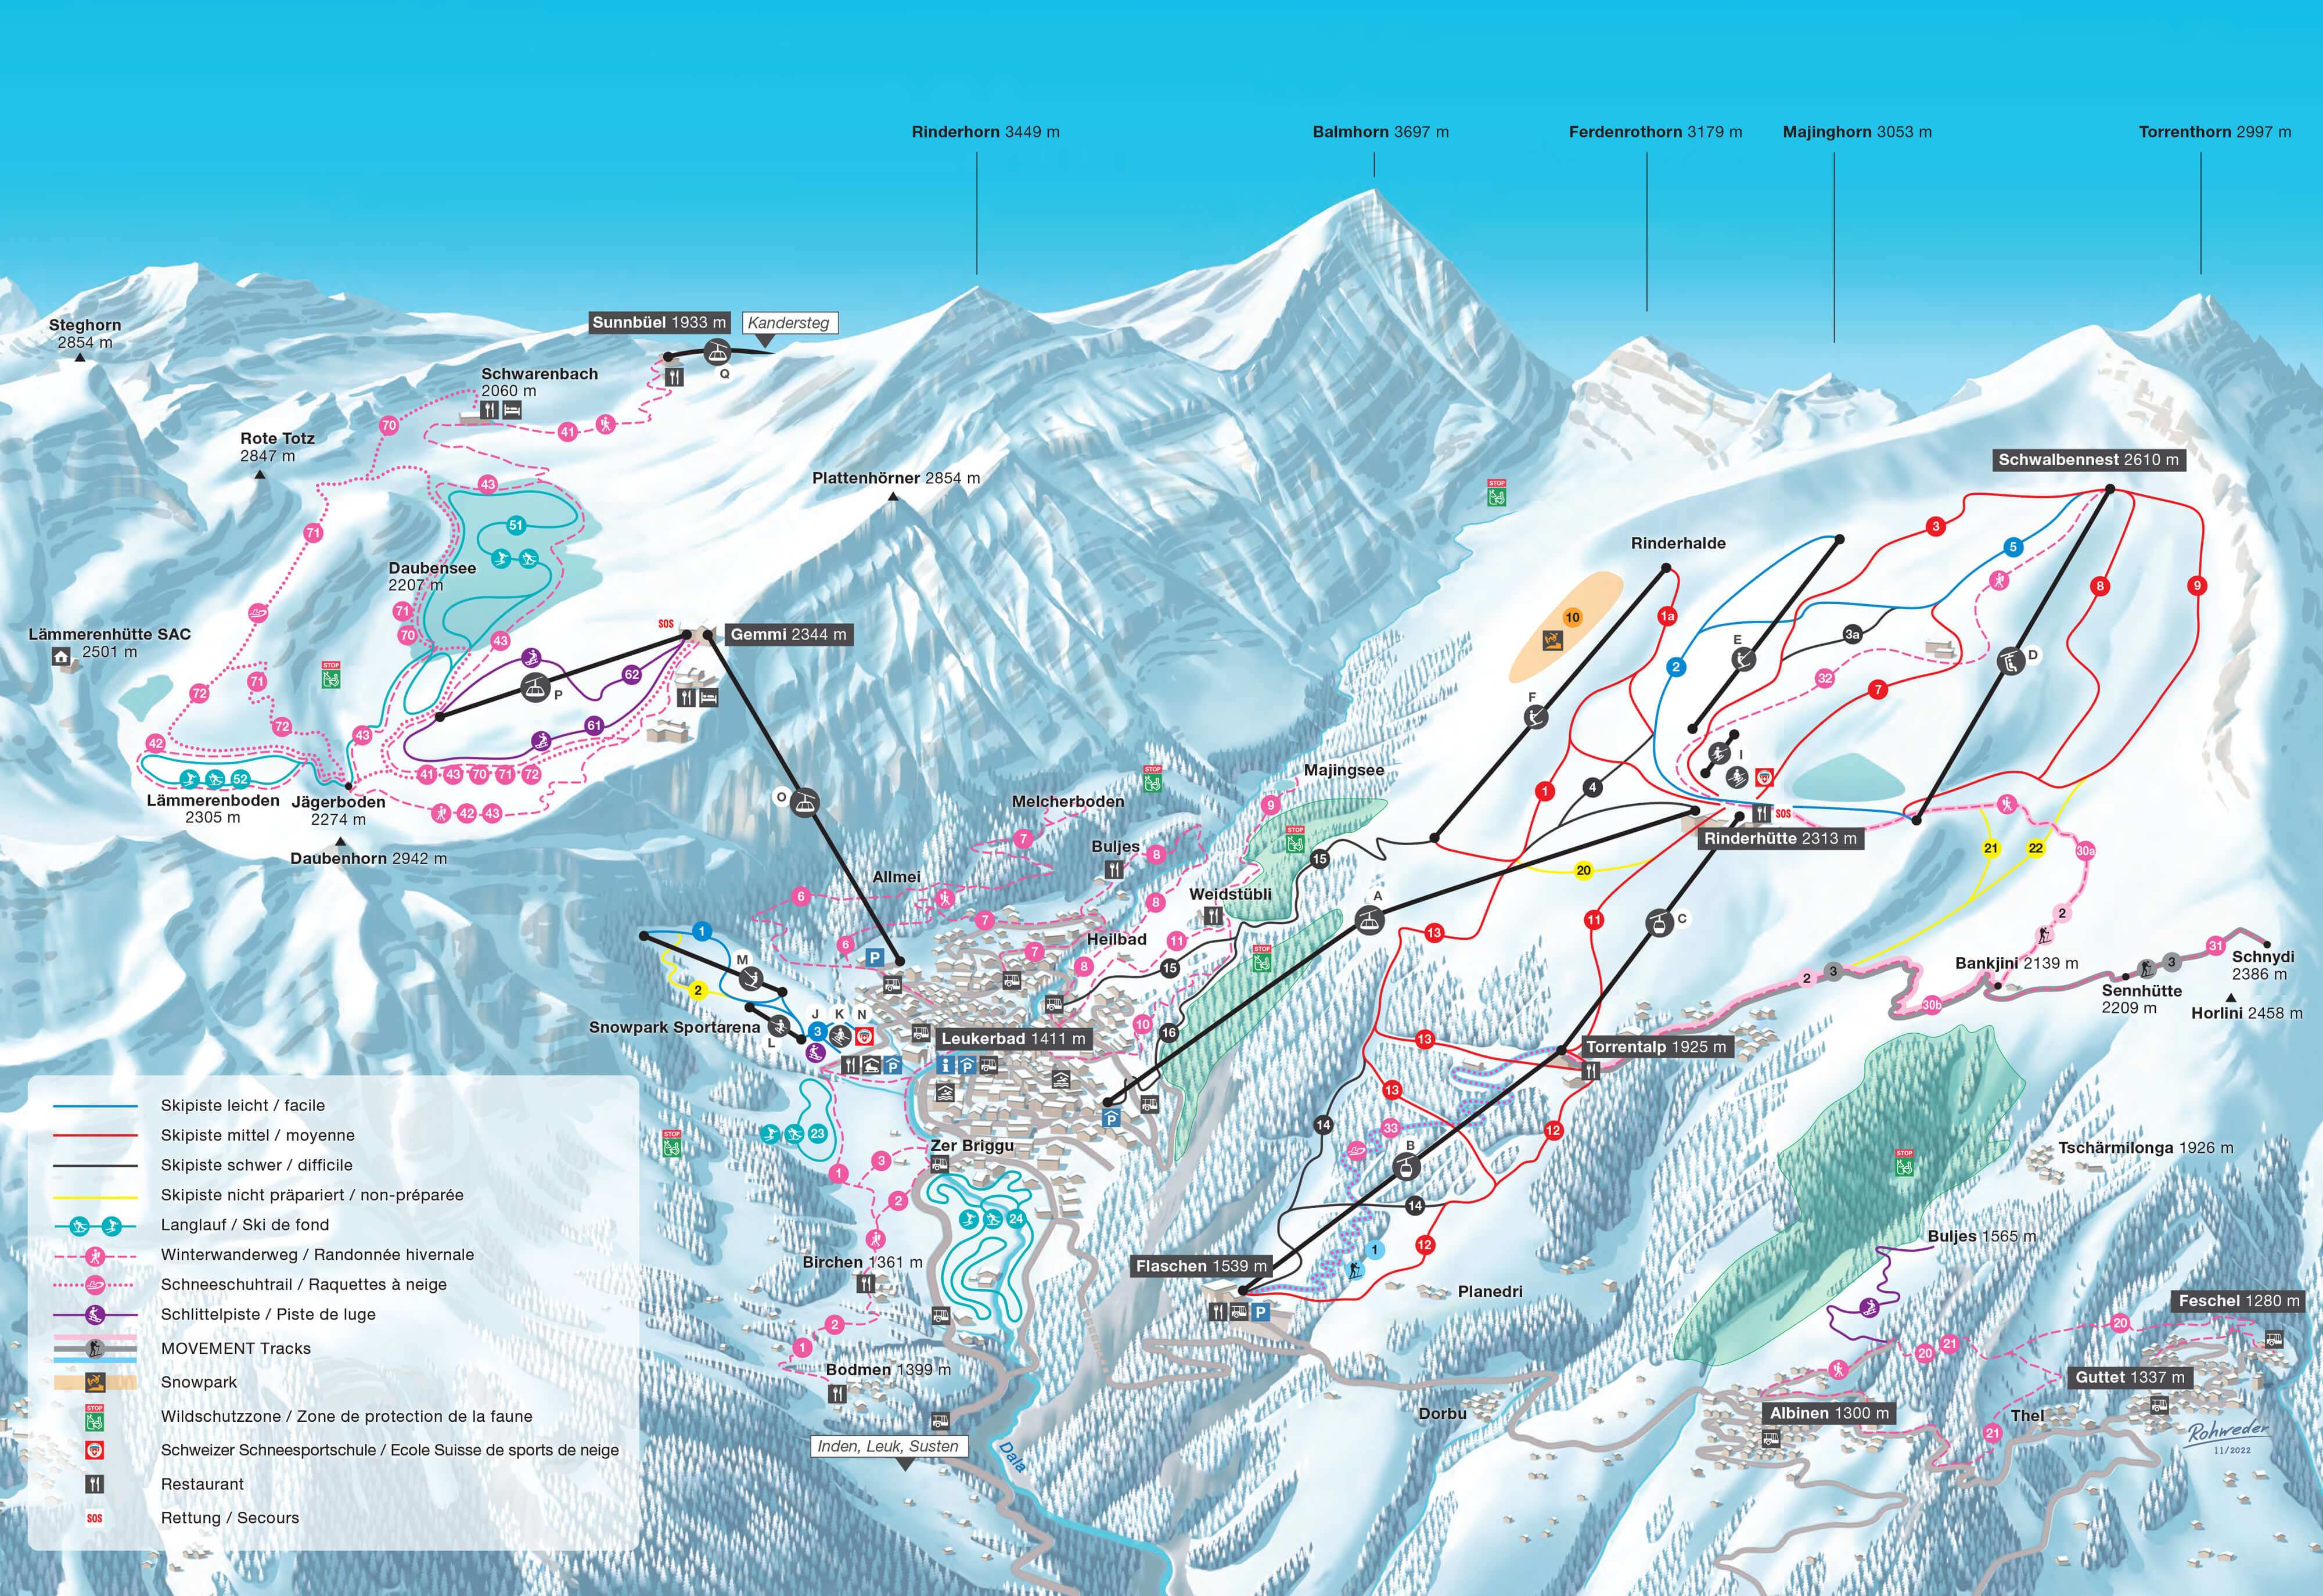 Rinderhorn 3449 m
Balmhorn 3697 m
Ferdenrothorn 3179 m
Majinghorn 3053 m
Torrenthorn 2997 m
Steghorn
2854 m
Sunnbüel 1933 m
Kandersteg
Q
Schwarenbach
2060 m
70
41
Rote Totz
2847 m
43
51
71
Plattenhörner 2854 m
STOP
Schwalbennest 2610 m
3
5
Rinderhalde
Daubensee
2207 m
71
70
43
SOS
Gemmi 2344 m
Lämmerenhütte SAC
2501 m
STOP
72
71
72
P
62
61
43
42
52
41
43
70
71
72
42
43
Lämmerenboden
2305 m
Jägerboden
2274 m
Daubenhorn 2942 m
O
10
1a
E
2
3a
32
7
F
D
8
9
I
1
4
SOS
Rinderhütte 2313 m
20
21
22
30a
2
Majingsee
9
STOP
Melcherboden
7
STOP
Buljes
8
15
Allmei
6
7
8
Weidstübli
A
11
C
13
6
7
Heilbad
11
8
15
STOP
P
1
M
2
Snowpark Sportarena
L
J
K
N
3
P
10
16
Leukerbad 1411 m
i
P
P
13
13
Torrentalp 1925 m
2
3
30b
Bankjini 2139 m
3
31
Schnydi
2386 m
Sennhütte
2209 m
Horlini 2458 m
14
33
B
12
14
12
1
STOP
23
Zer Briggu
3
1
2
24
Birchen 1361 m
2
1
Bodmen 1399 m
Inden, Leuk, Susten
Dala
Flaschen 1539 m
P
Planedri
Dorbu
STOP
Tschärmilonga 1926 m
Buljes 1565 m
Feschel 1280 m
20
20
21
Guttet 1337 m
Albinen 1300 m
Thel
21
Rohweder
11/2022
Skipiste leicht / facile
Skipiste mittel / moyenne
Skipiste schwer / difficile
Skipiste nicht präpariert / non-préparée
Langlauf / Ski de fond
Winterwanderweg / Randonnée hivernale
Schneeschuhtrail / Raquettes à neige
Schlittelpiste / Piste de luge
MOVEMENT Tracks
Snowpark
STOP
Wildschutzzone / Zone de protection de la faune
Schweizer Schneesportschule / Ecole Suisse de sports de neige
Restaurant
SOS
Rettung / Secours